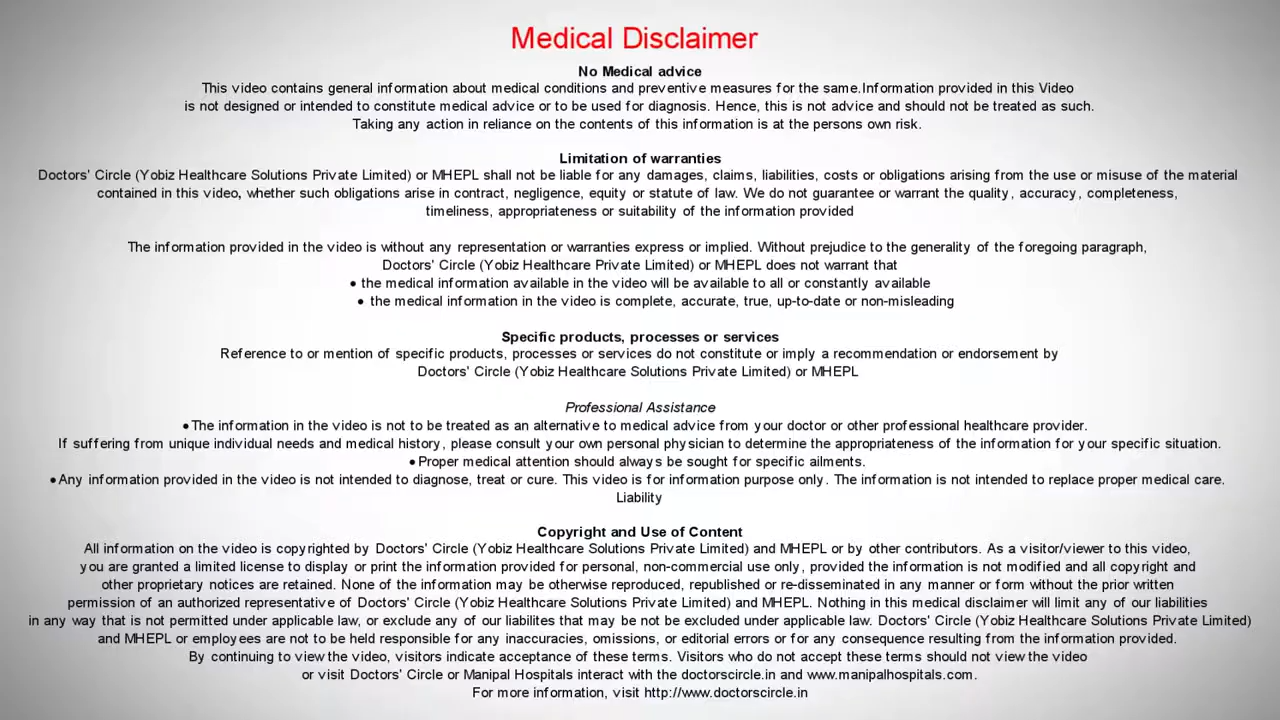 Medical Disclaimer
No Medical advice
This video contains general information about medical conditions and preventive measures for the same.Information provided in this Video
is not designed or intended to constitute medical advice or to be used for diagnosis. Hence, this is not advice and should not be treated as such.
Taking any action in reliance on the contents of this information is at the persons own risk.
Limitation of warranties
Doctors' Circle (Yobiz Healthcare Solutions Private Limited) or MHEPL shall not be liable for any damages, claims, liabilities, costs or obligations arising from the use or misuse of the material
contained in this video, whether such obligations arise in contract, negligence, equity or statute of law. We do not guarantee or warrant the quality, accuracy, completeness,
timeliness, appropriateness or suitability of the information provided
The information provided in the video is without any representation or warranties express or implied. Without prejudice to the generality of the foregoing paragraph,
Doctors' Circle (Yobiz Healthcare Private Limited) or MHEPL does not warrant that
• the medical information available in the video will be available to all or constantly available
• the medical information in the video is complete, accurate, true, up-to-date or non-misleading
Specific products, processes or services
Reference to or mention of specific products, processes or services do not constitute or imply a recommendation or endorsement by
Doctors' Circle (Yobiz Healthcare Solutions Private Limited) or MHEPL
Professional Assistance
•The information in the video is not to be treated as an alternative to medical advice from your doctor or other professional healthcare provider.
If suffering from unique individual needs and medical history, please consult your own personal physician to determine the appropriateness of the information for your specific situation.
•Proper medical attention should always be sought for specific ailments.
•Any information provided in the video is not intended to diagnose, treat or cure. This video is for information purpose only. The information is not intended to replace proper medical care.
Liability
Copyright and Use of Content
All information on the video is copyrighted by Doctors' Circle (Yobiz Healthcare Solutions Private Limited) and MHEPL or by other contributors. As a visitor/viewer to this video,
you are granted a limited license to display or print the information provided for personal, non-commercial use only, provided the information is not modified and all copyright and
other proprietary notices are retained. None of the information may be otherwise reproduced, republished or re-disseminated in any manner or form without the prior written
permission of an authorized representative of Doctors' Circle (Yobiz Healthcare Solutions Private Limited) and MHEPL. Nothing in this medical disclaimer will limit any of our liabilities
in any way that is not permitted under applicable law, or exclude any of our liabilites that may be not be excluded under applicable law. Doctors' Circle (Yobiz Healthcare Solutions Private Limited)
and MHEPL or employees are not to be held responsible for any inaccuracies, omissions, or editorial errors or for any consequence resulting from the information provided.
By continuing to view the video, visitors indicate acceptance of these terms. Visitors who do not accept these terms should not view the video
or visit Doctors' Circle or Manipal Hospitals interact with the doctorscircle.in and www.manipalhospitals.com.
For more information, visit http://www.doctorscircle.in